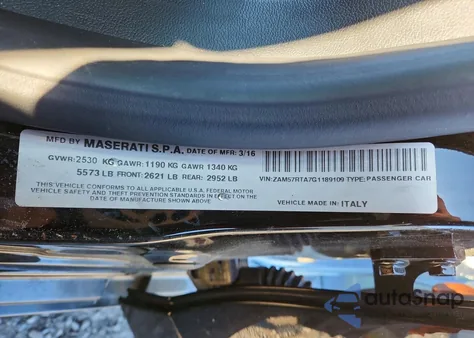 MFD BY MASERATI S.P.A. DATE OF MFR: 3/16
GVWR: 2530 KG GAWR: 1190 KG GAWR 1340 KG
5573 LB FRONT: 2621 LB REAR: 2952 LB
THIS VEHICLE CONFORMS TO ALL APPLICABLE U.S.A. FEDERAL MOTOR
VEHICLE SAFETY, BUMPER, AND THEFT PREVENTION STANDARDS IN EFFECT ON THE
DATE OF MANUFACTURE SHOWN ABOVE.
VIN: ZAM57RTA7G1189109 TYPE: PASSENGER CAR
VEHICLE MADE IN: ITALY
autoSnap